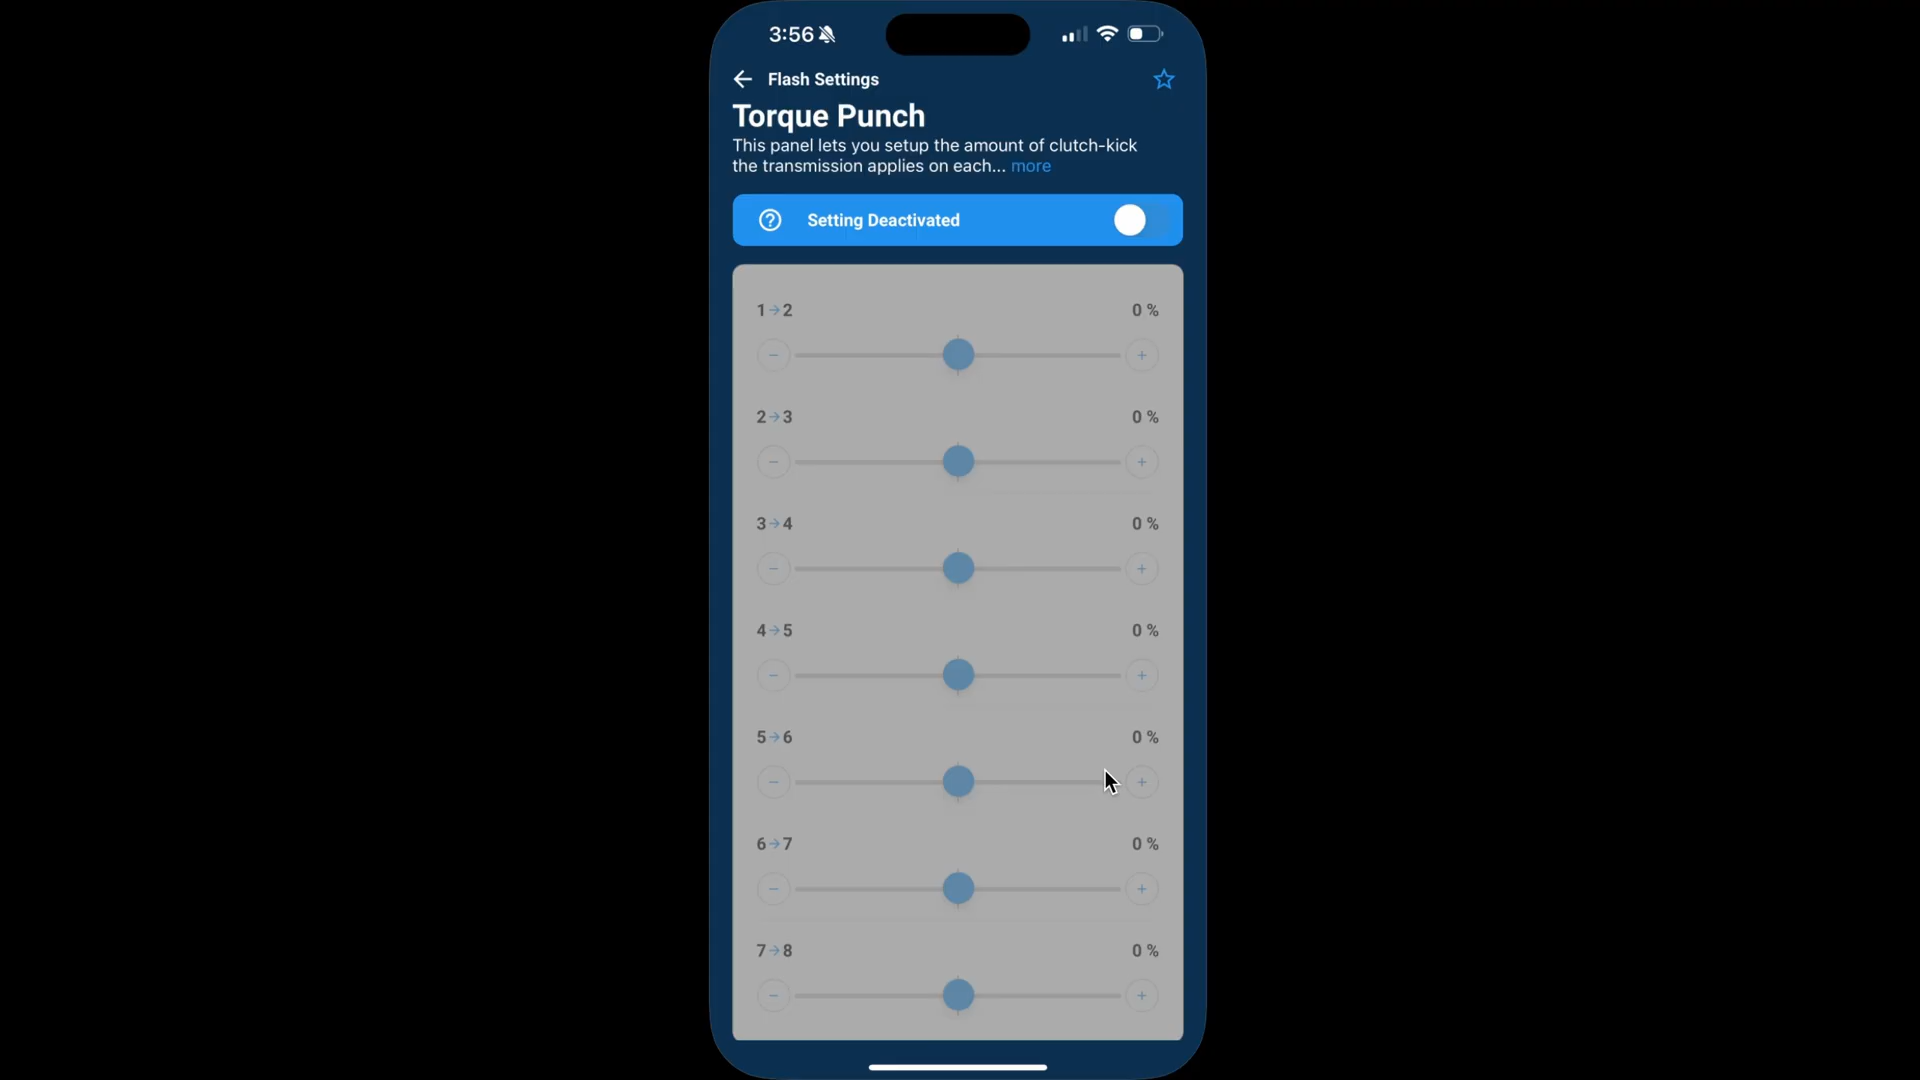 3:56
Flash Settings
Torque Punch
This panel lets you setup the amount of clutch-kick
the transmission applies on each... more
Setting Deactivated
1→2 0 %
2→3 0 %
3→4 0 %
4→5 0 %
5→6 0 %
6→7 0 %
7→8 0 %